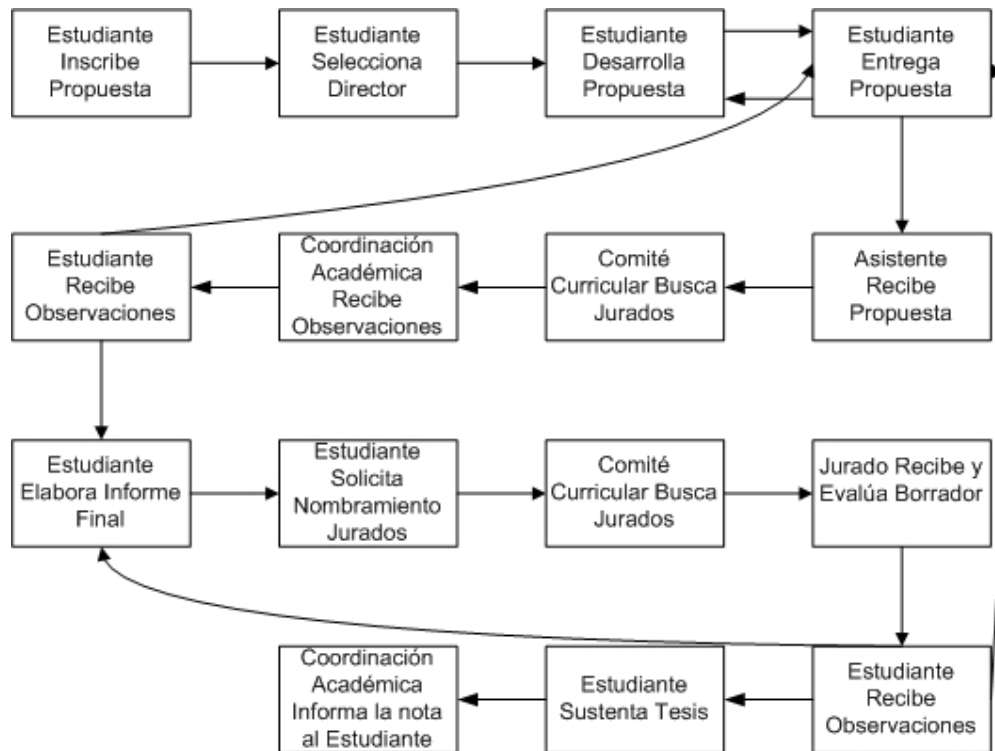 Estudiante
Inscribe
Propuesta
Estudiante
Selecciona
Director
Estudiante
Desarrolla
Propuesta
Estudiante
Entrega
Propuesta
Estudiante
Recibe
Observaciones
Coordinación
Académica
Recibe
Observaciones
Comité
Curricular Busca
Jurados
Asistente
Recibe
Propuesta
Estudiante
Elabora Informe
Final
Estudiante
Solicita
Nombramiento
Jurados
Comité
Curricular Busca
Jurados
Jurado Recibe y
Evalúa Borrador
Coordinación
Académica
Informa la nota
al Estudiante
Estudiante
Sustenta Tesis
Estudiante
Recibe
Observaciones